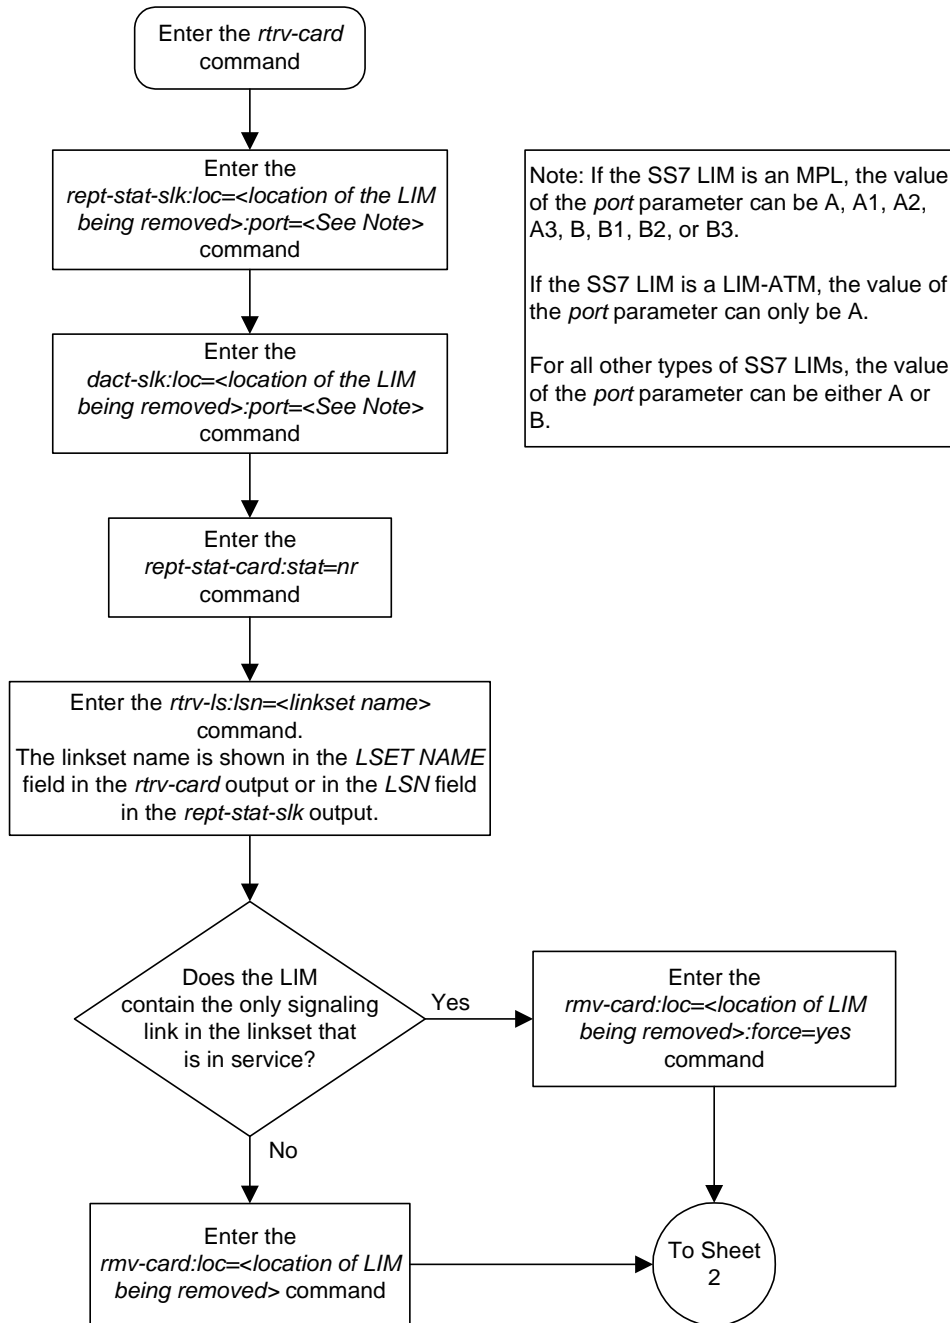 Enter the rtrv-card
command
Enter the
rept-stat-slk:loc=<location of the LIM
being removed>:port=<See Note>
command
Note: If the SS7 LIM is an MPL, the value
of the port parameter can be A, A1, A2,
A3, B, B1, B2, or B3.
If the SS7 LIM is a LIM-ATM, the value of
the port parameter can only be A.
For all other types of SS7 LIMs, the value
of the port parameter can be either A or
B.
Enter the
dact-slk:loc=<location of the LIM
being removed>:port=<See Note>
command
Enter the
rept-stat-card:stat=nr
command
Enter the rtrv-ls:lsn=<linkset name>
command.
The linkset name is shown in the LSET NAME
field in the rtrv-card output or in the LSN field
in the rept-stat-slk output.
Does the LIM
contain the only signaling
link in the linkset that
is in service?
Yes
Enter the
rmv-card:loc=<location of LIM
being removed>:force=yes
command
No
Enter the
rmv-card:loc=<location of LIM
being removed> command
To Sheet
2